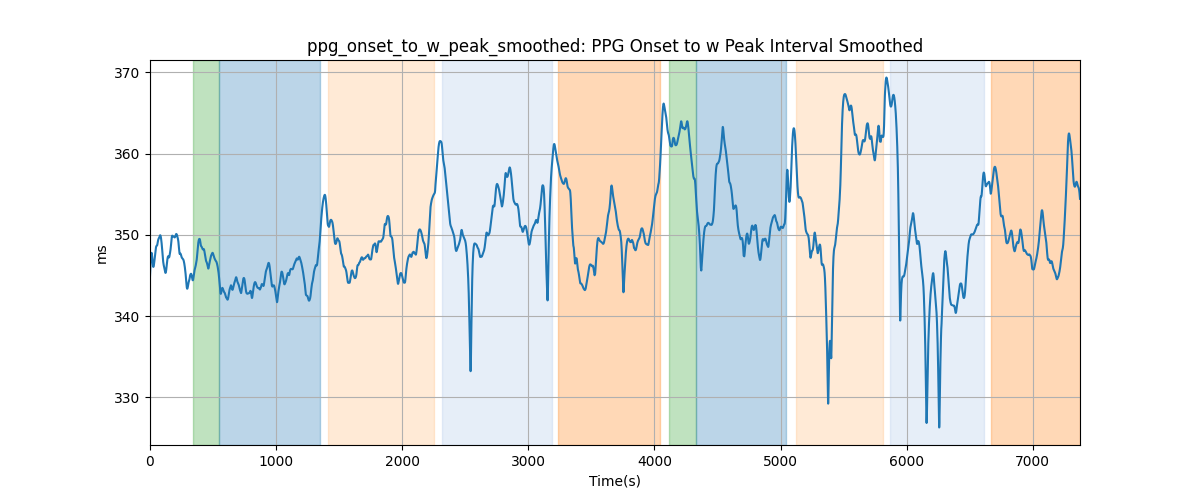 ppg_onset_to_w_peak_smoothed: PPG Onset to w Peak Interval Smoothed
370
360
350
340
330
ms
0 1000 2000 3000 4000 5000 6000 7000
Time(s)